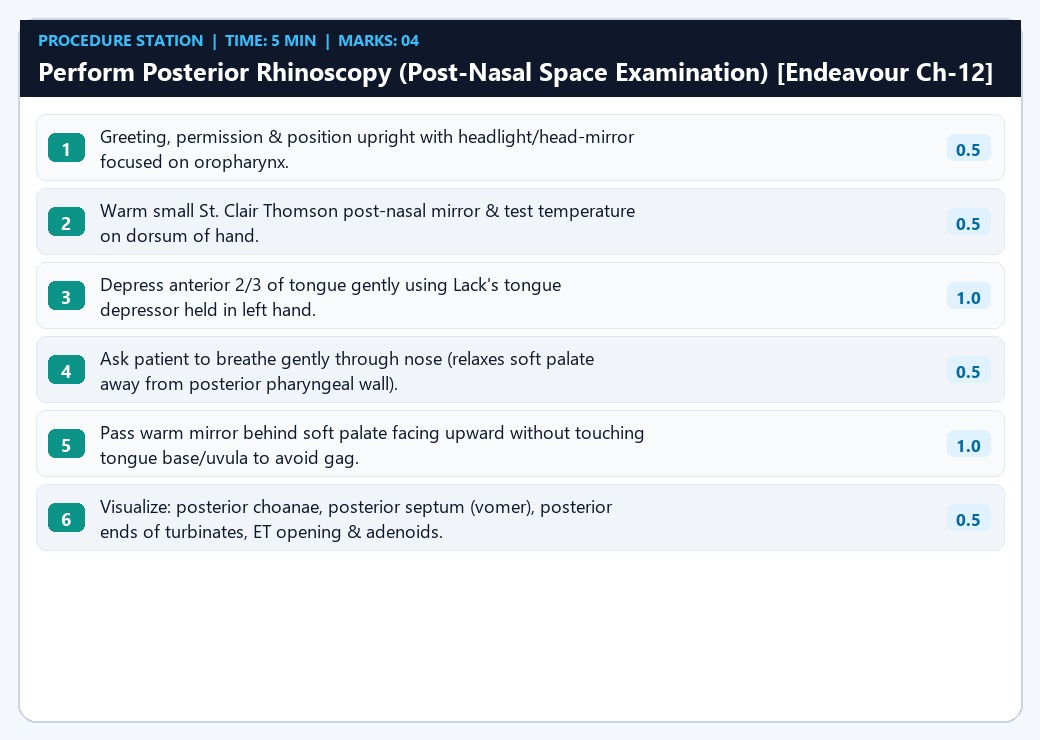 PROCEDURE STATION | TIME: 5 MIN | MARKS: 04
Perform Posterior Rhinoscopy (Post-Nasal Space Examination) [Endeavour Ch-12]
1 Greeting, permission & position upright with headlight/head-mirror 0.5
focused on oropharynx.
2 Warm small St. Clair Thomson post-nasal mirror & test temperature 0.5
on dorsum of hand.
3 Depress anterior 2/3 of tongue gently using Lack's tongue 1.0
depressor held in left hand.
4 Ask patient to breathe gently through nose (relaxes soft palate 0.5
away from posterior pharyngeal wall).
5 Pass warm mirror behind soft palate facing upward without touching 1.0
tongue base/uvula to avoid gag.
6 Visualize: posterior choanae, posterior septum (vomer), posterior 0.5
ends of turbinates, ET opening & adenoids.